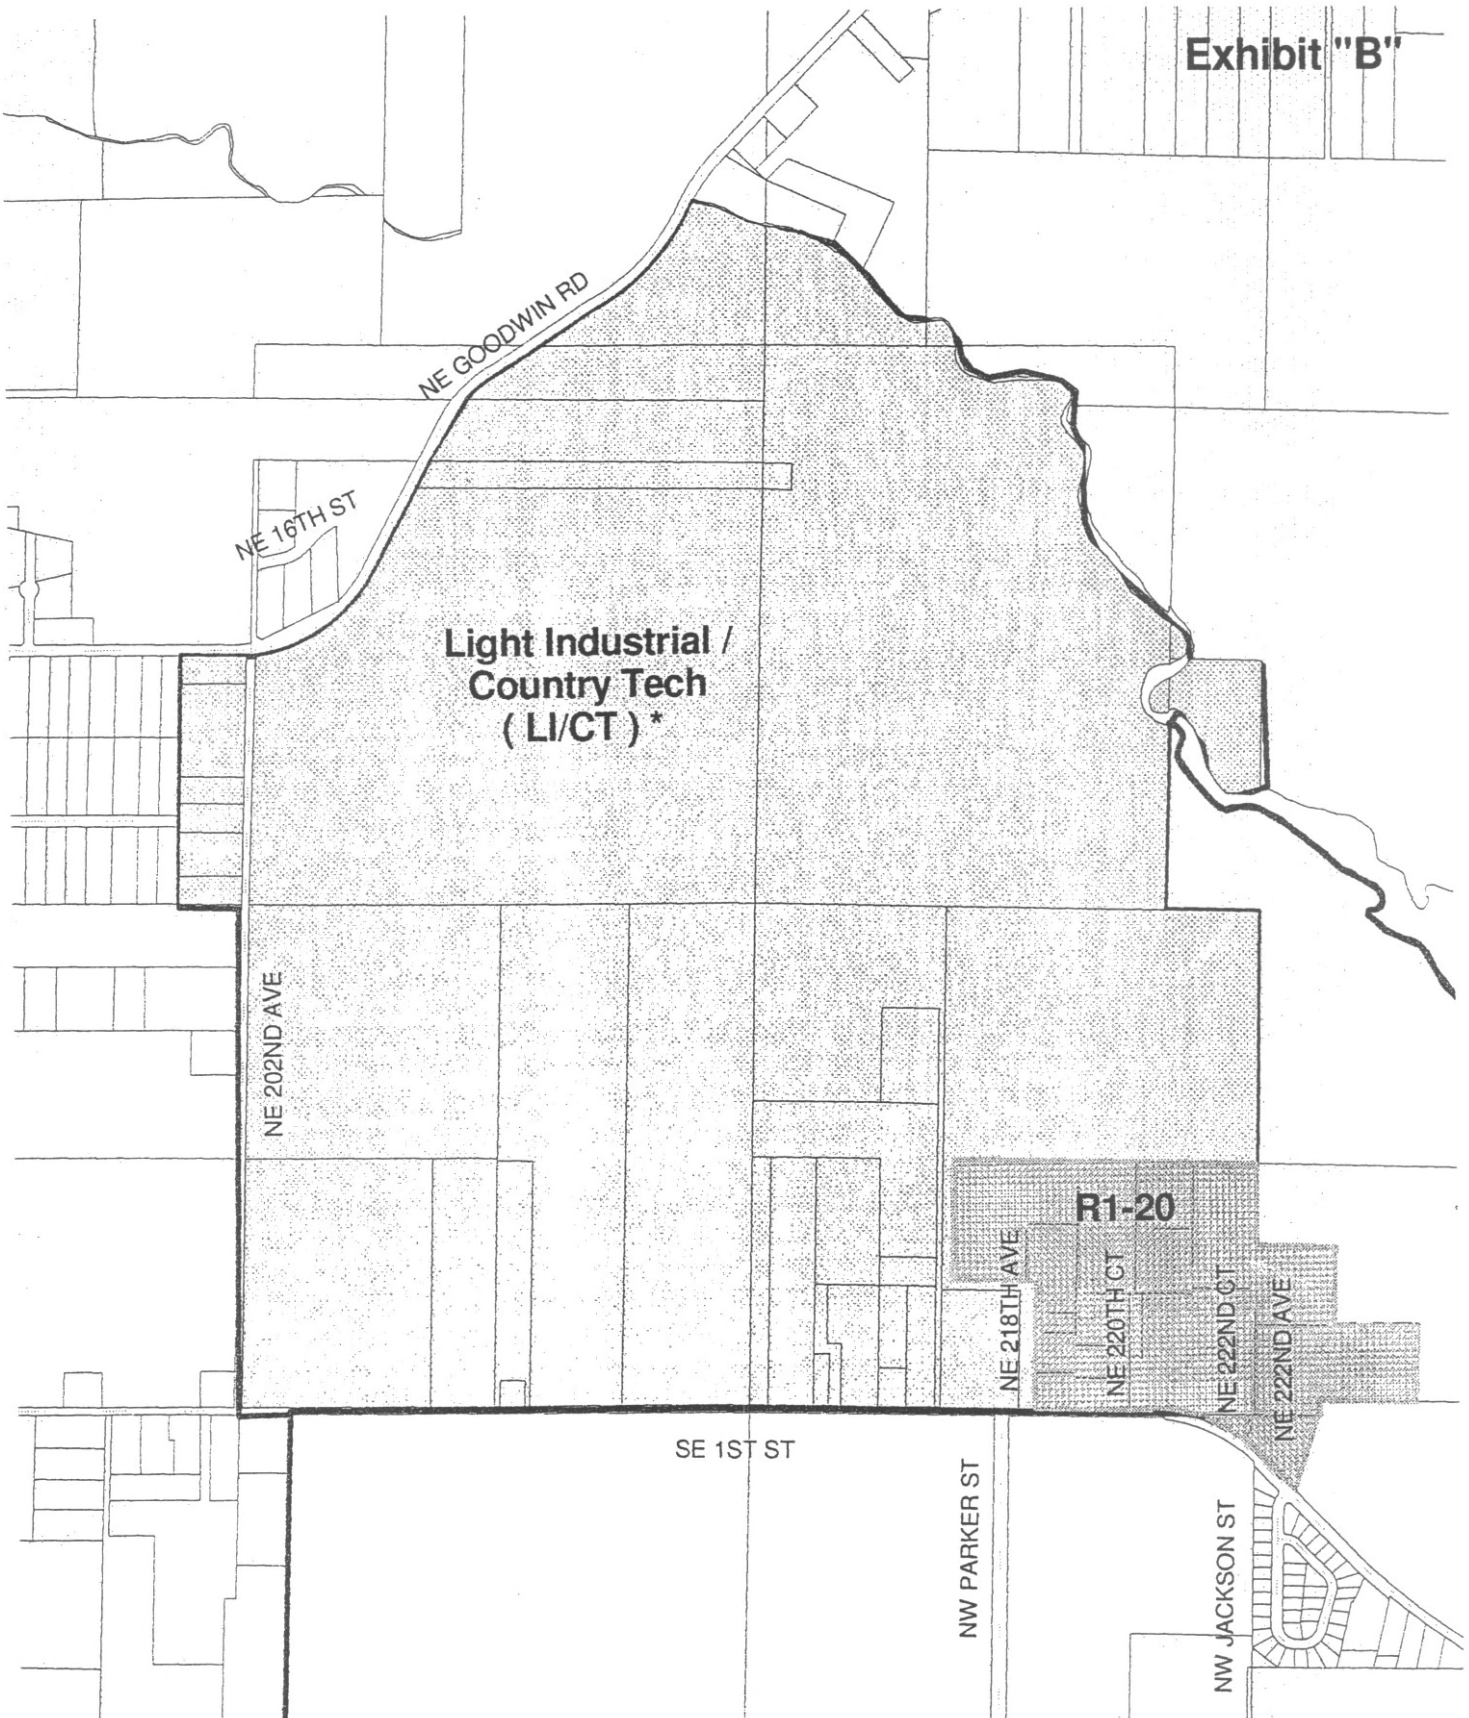 Exhibit "B"
NE GOODWIN RD
NE 16TH ST
Light Industrial /
Country Tech
( LI/CT ) *
NE 202ND AVE
R1-20
NE 218TH AVE
NE 220TH CT
NE 222ND CT
NE 222ND AVE
SE 1ST ST
NW PARKER ST
NW JACKSON ST